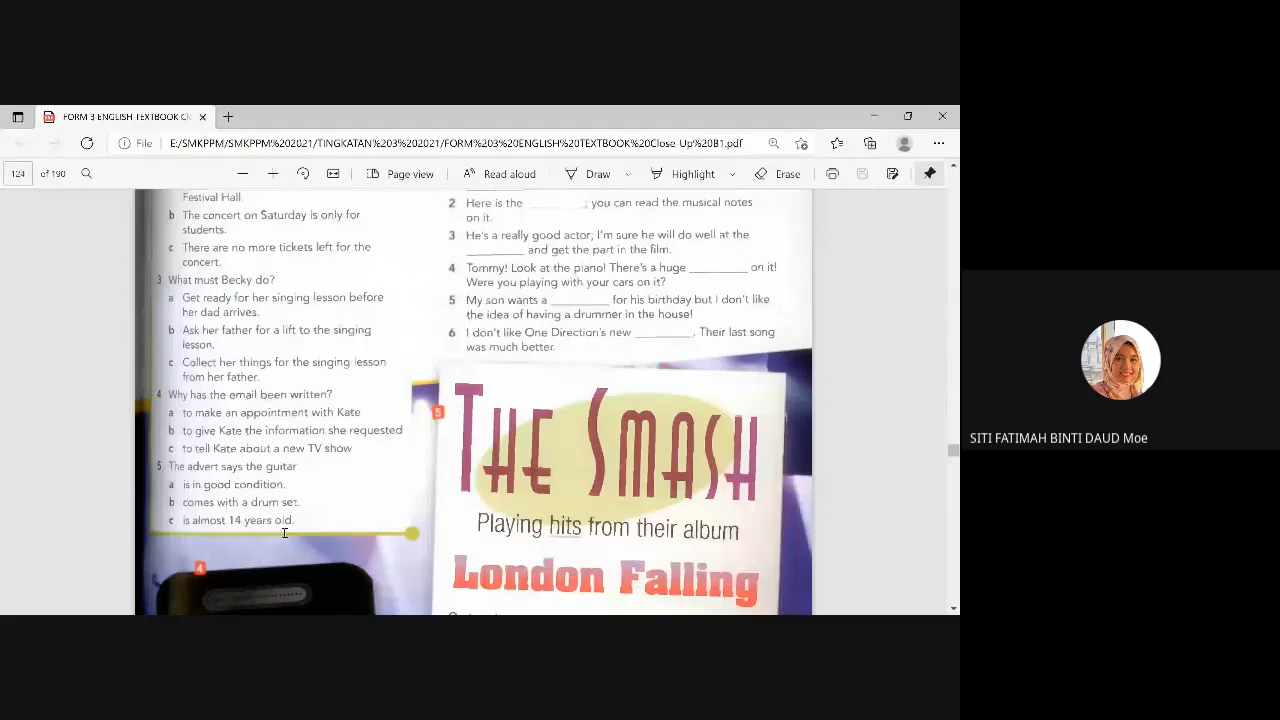 FORM 3 ENGLISH TEXTBOOK Cl
File
E:/SMKPPM/SMKPPM%202021/TINGKATAN%203%202021/FORM%203%20ENGLISH%20TEXTBOOK%20Close Up%20B1.pdf
124 of 190
Page view
Read aloud
Draw
Highlight
Erase
Festival Hall.
b The concert on Saturday is only for
students.
c There are no more tickets left for the
concert.
3 What must Becky do?
a Get ready for her singing lesson before
her dad arrives.
b Ask her father for a lift to the singing
lesson.
c Collect her things for the singing lesson
from her father.
4 Why has the email been written?
a to make an appointment with Kate
b to give Kate the information she requested
c to tell Kate about a new TV show
5 The advert says the guitar
a is in good condition.
b comes with a drum set.
c is almost 14 years old.
4
2 Here is the ________; you can read the musical notes
on it.
3 He's a really good actor; I'm sure he will do well at the
________ and get the part in the film.
4 Tommy! Look at the piano! There's a huge ________ on it!
Were you playing with your cars on it?
5 My son wants a ________ for his birthday but I don't like
the idea of having a drummer in the house!
6 I don't like One Direction's new ________. Their last song
was much better.
5
THE SMASH
Playing hits from their album
London Falling
SITI FATIMAH BINTI DAUD Moe